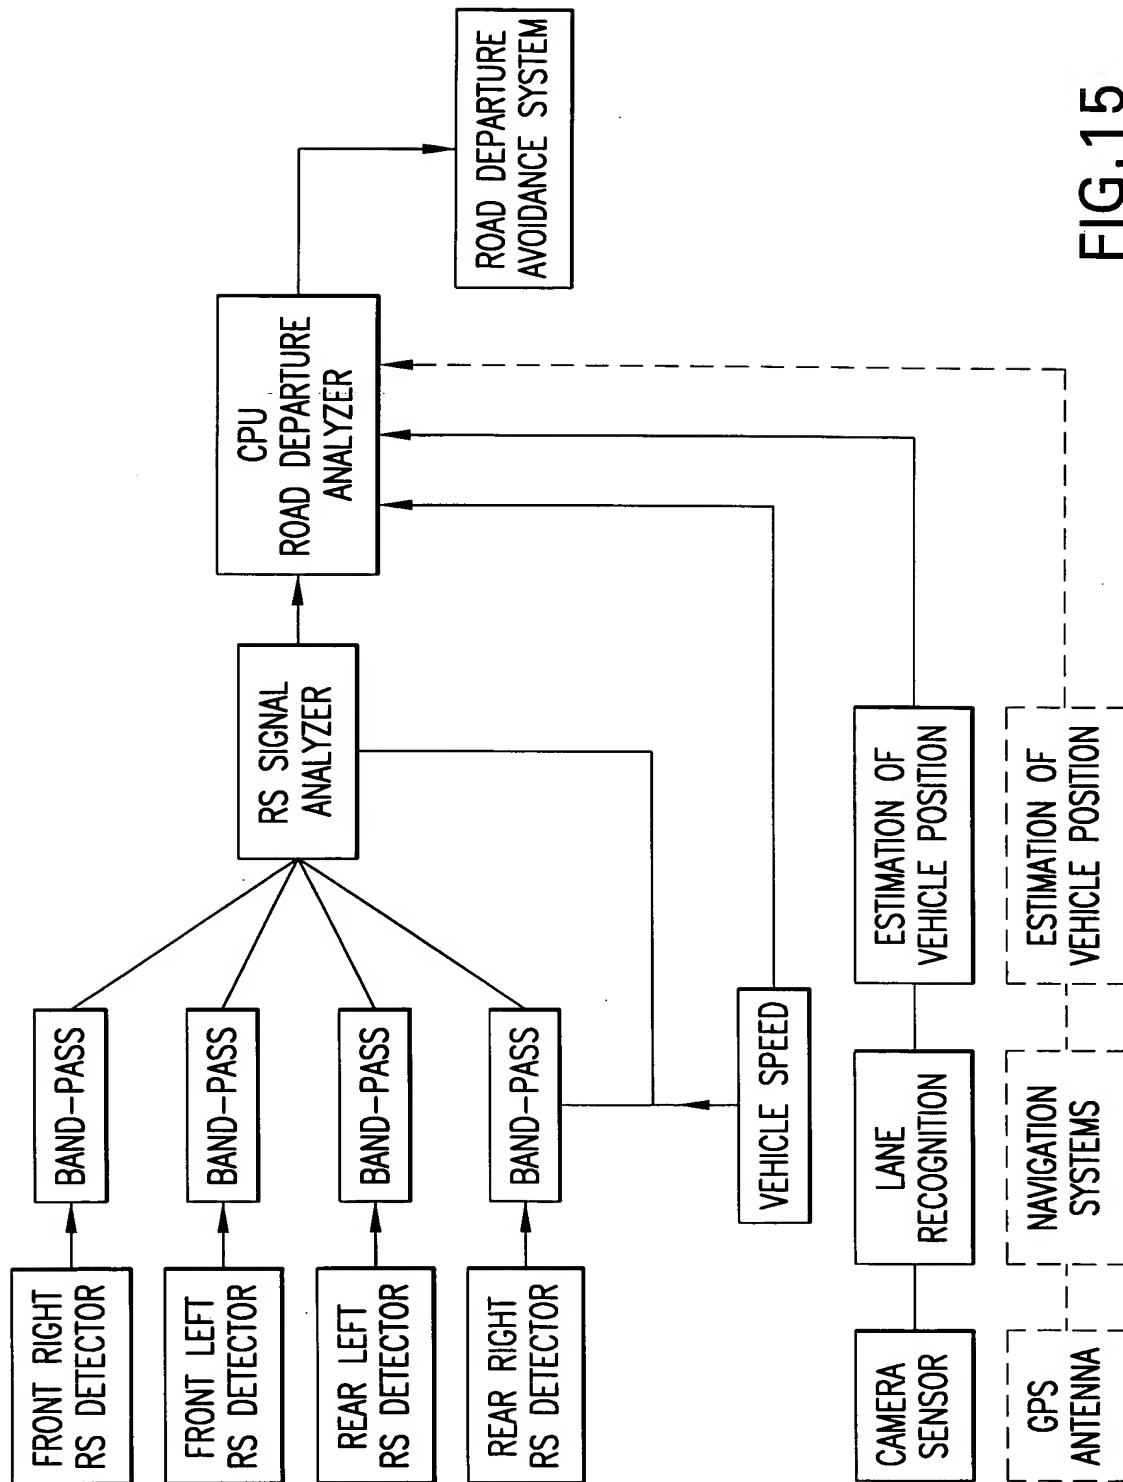 FRONT RIGHT
RS DETECTOR
BAND-PASS
FRONT LEFT
RS DETECTOR
BAND-PASS
REAR LEFT
RS DETECTOR
BAND-PASS
REAR RIGHT
RS DETECTOR
BAND-PASS
RS SIGNAL
ANALYZER
CPU
ROAD DEPARTURE
ANALYZER
ROAD DEPARTURE
AVOIDANCE SYSTEM
VEHICLE SPEED
CAMERA
SENSOR
LANE
RECOGNITION
ESTIMATION OF
VEHICLE POSITION
GPS
ANTENNA
NAVIGATION
SYSTEMS
ESTIMATION OF
VEHICLE POSITION
FIG.15